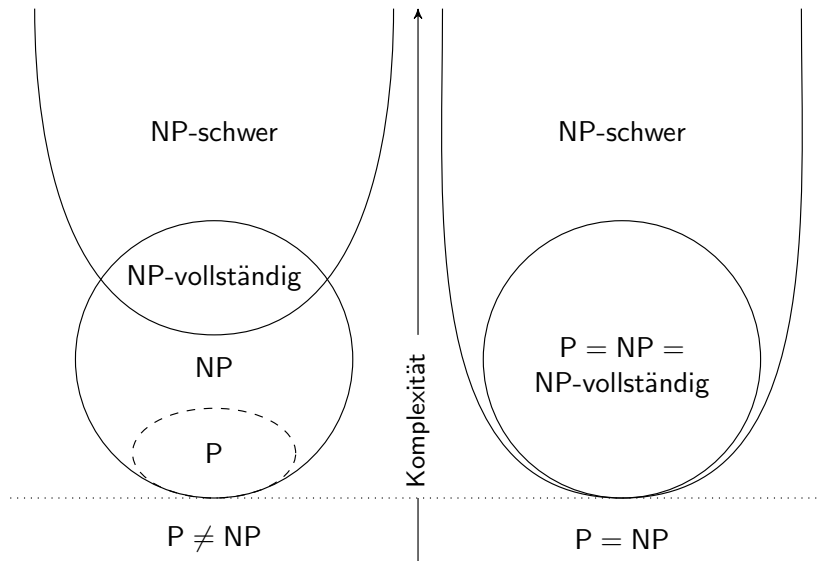 NP-schwer
NP-vollständig
NP
P
P ≠ NP
Komplexität
NP-schwer
P = NP =
NP-vollständig
P = NP